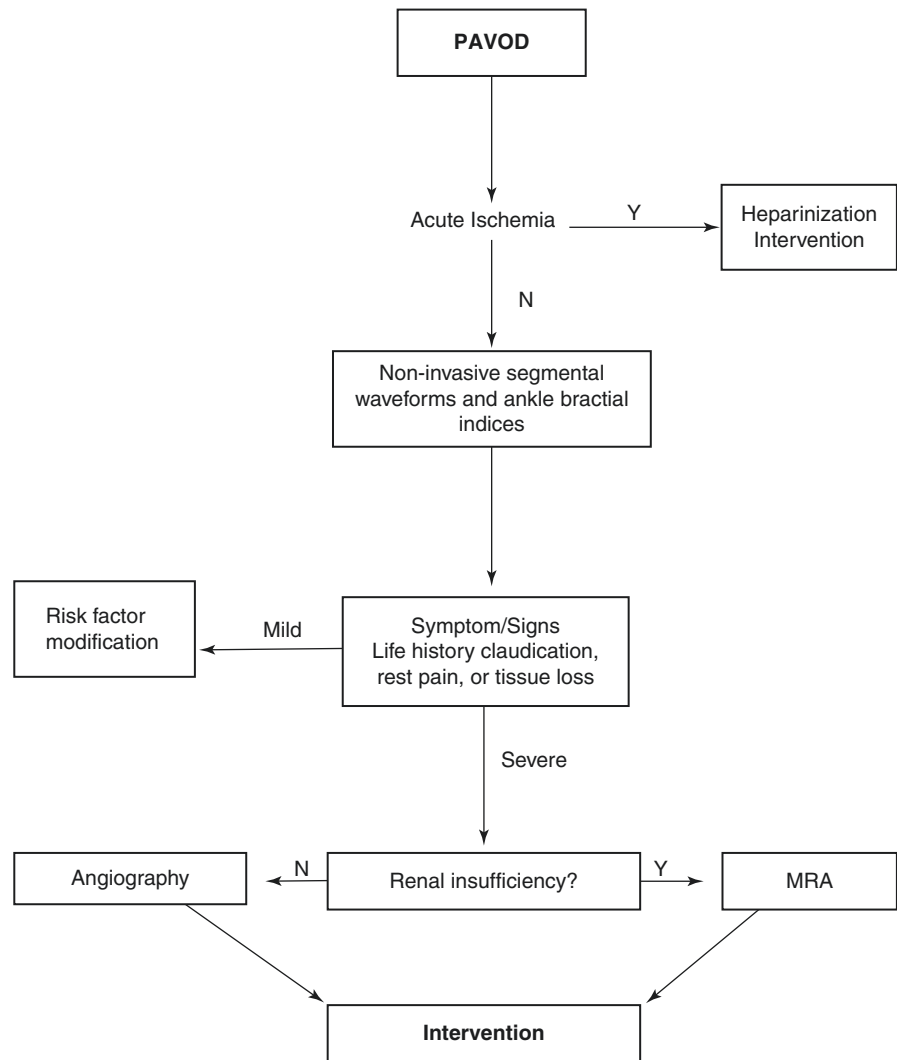 PAVOD
Acute Ischemia
Y
Heparinization
Intervention
N
Non-invasive segmental
waveforms and ankle bractial
indices
Risk factor
modification
Mild
Symptom/Signs
Life history claudication,
rest pain, or tissue loss
Severe
Angiography
N
Renal insufficiency?
Y
MRA
Intervention